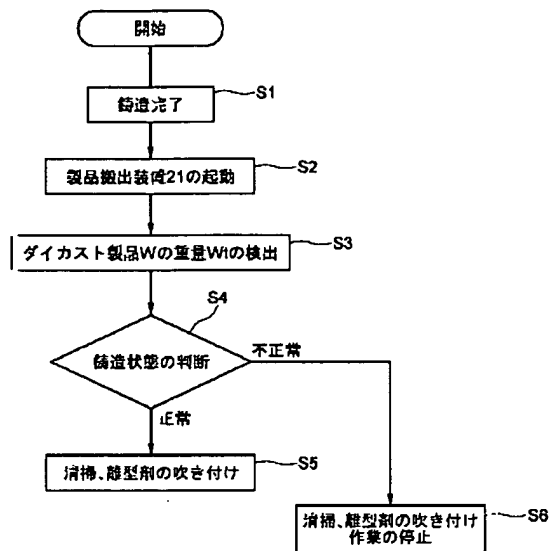 開始
鋳造完了
S1
製品搬出装置21の起動
S2
ダイカスト製品Wの重量Wtの検出
S3
S4
鋳造状態の判断
不正常
正常
清掃、離型剤の吹き付け
S5
清掃、離型剤の吹き付け
作業の停止
S6